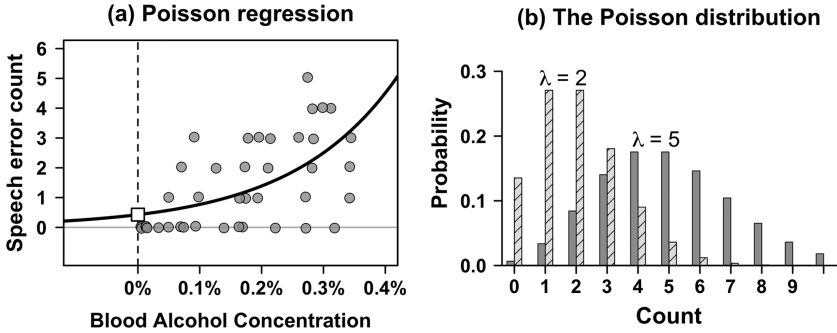 (a) Poisson regression
Speech error count
6
5
4
3
2
1
0
0% 0.1% 0.2% 0.3% 0.4%
Blood Alcohol Concentration
(b) The Poisson distribution
Probability
0.3
0.2
0.1
0.0
λ = 2
λ = 5
0 1 2 3 4 5 6 7 8 9
Count